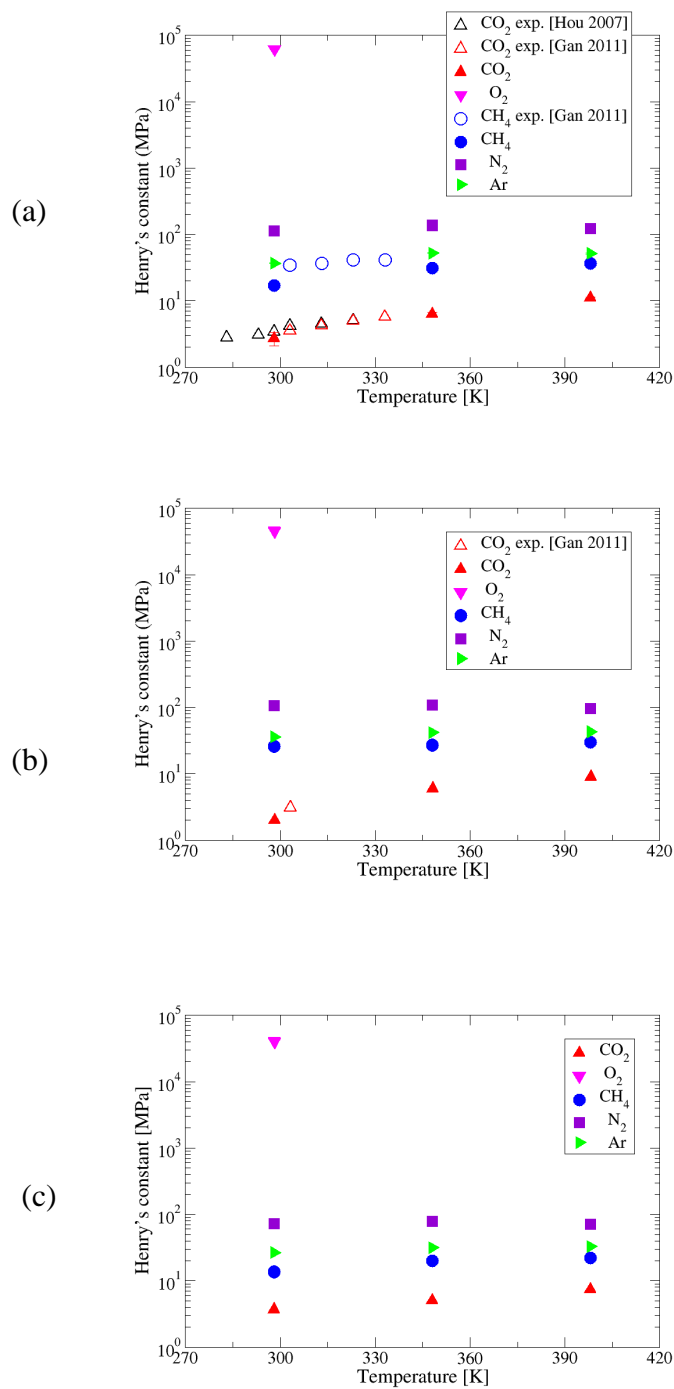 CO2 exp. [Hou 2007]
CO2 exp. [Gan 2011]
CO2
O2
CH4 exp. [Gan 2011]
CH4
N2
Ar
10^5
10^4
10^3
10^2
10^1
10^0
Henry's constant (MPa)
(a)
270 300 330 360 390 420
Temperature [K]
CO2 exp. [Gan 2011]
CO2
O2
CH4
N2
Ar
10^5
10^4
10^3
10^2
10^1
10^0
Henry's constant (MPa)
(b)
270 300 330 360 390 420
Temperature [K]
CO2
O2
CH4
N2
Ar
10^5
10^4
10^3
10^2
10^1
10^0
Henry's constant [MPa]
(c)
270 300 330 360 390 420
Temperature [K]